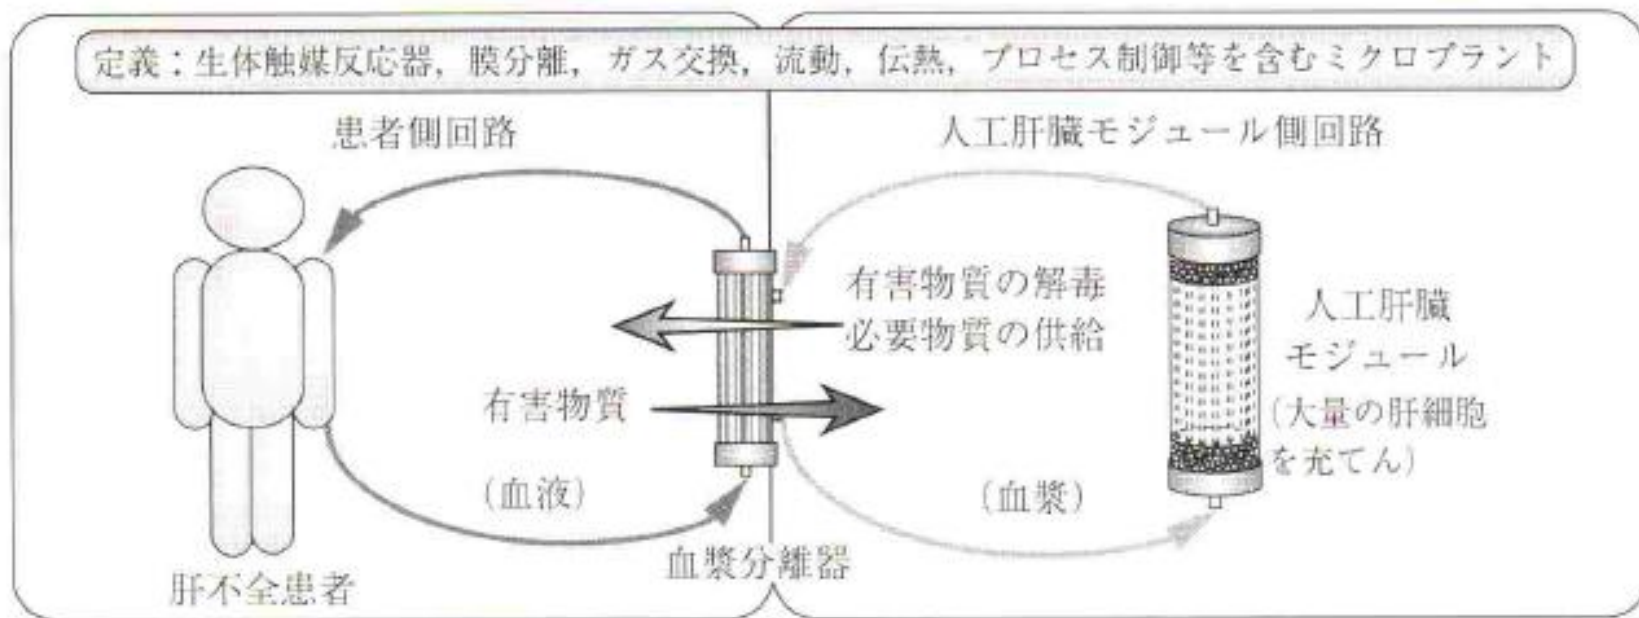 定義：生体触媒反応器，膜分離，ガス交換，流動，伝熱，プロセス制御等を含むミクロプラント
患者側回路
人工肝臓モジュール側回路
有害物質の解毒
必要物質の供給
有害物質
(血液)
(血漿)
人工肝臓
モジュール
(大量の肝細胞
を充てん)
血漿分離器
肝不全患者